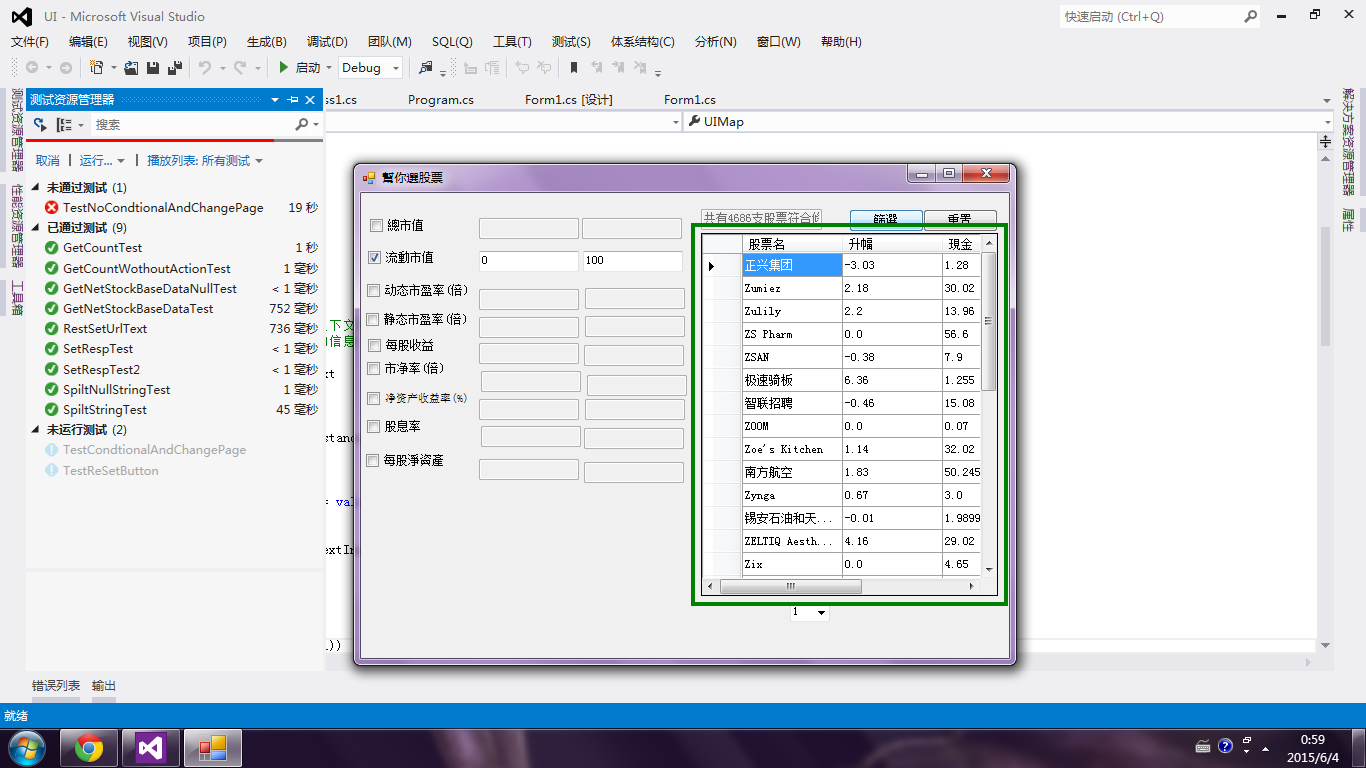 UI - Microsoft Visual Studio
快速启动 (Ctrl+Q)
文件(F) 编辑(E) 视图(V) 项目(P) 生成(B) 调试(D) 团队(M) SQL(Q) 工具(T) 测试(S) 体系结构(C) 分析(N) 窗口(W) 帮助(H)
启动 Debug
测试资源管理器
性能资源管理器
工具箱
测试资源管理器
搜索
取消 运行... 播放列表: 所有测试
未通过测试 (1)
TestNoCondtionalAndChangePage 19 秒
已通过测试 (9)
GetCountTest 1 秒
GetCountWothoutActionTest 1 毫秒
GetNetStockBaseDataNullTest < 1 毫秒
GetNetStockBaseDataTest 752 毫秒
RestSetUrlText 736 毫秒
SetRespTest < 1 毫秒
SetRespTest2 < 1 毫秒
SpiltNullStringTest 1 毫秒
SpiltStringTest 45 毫秒
未运行测试 (2)
TestCondtionalAndChangePage
TestReSetButton
ss1.cs Program.cs Form1.cs [设计] Form1.cs
UIMap
下文
信息
xt
stanc
= val
extIn
.))
幫你選股票
總市值
流動市值 0 100
动态市盈率(倍)
静态市盈率(倍)
每股收益
市净率(倍)
净资产收益率(%)
股息率
每股淨資產
共有4686支股票符合
篩選 重置
股票名 升幅 現金
正兴集团 -3.03 1.28
Zumiez 2.18 30.02
Zulily 2.2 13.96
ZS Pharm 0.0 56.6
ZSAN -0.38 7.9
极速骑板 6.36 1.255
智联招聘 -0.46 15.08
ZOOM 0.0 0.07
Zoe's Kitchen 1.14 32.02
南方航空 1.83 50.245
Zynga 0.67 3.0
锡安石油和天... -0.01 1.9899
ZELTIQ Aesth... 4.16 29.02
Zix 0.0 4.65
1
解决方案资源管理器
属性
错误列表 输出
就绪
0:59
2015/6/4